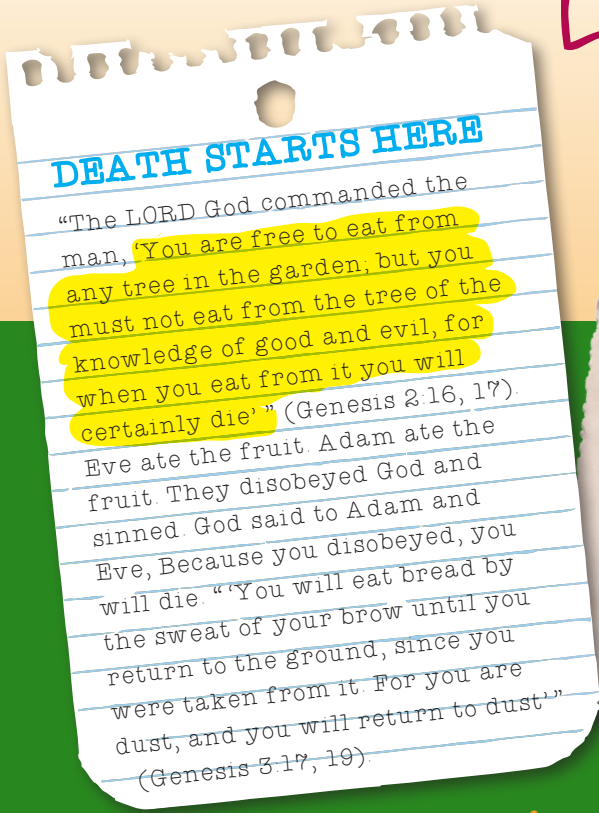 DEATH STARTS HERE
“The LORD God commanded the
man, ‘You are free to eat from
any tree in the garden; but you
must not eat from the tree of the
knowledge of good and evil, for
when you eat from it you will
certainly die’ ” (Genesis 2:16, 17).
Eve ate the fruit. Adam ate the
fruit. They disobeyed God and
sinned. God said to Adam and
Eve, Because you disobeyed, you
will die. “ ‘You will eat bread by
the sweat of your brow until you
return to the ground, since you
were taken from it. For you are
dust, and you will return to dust’ ”
(Genesis 3:17, 19).